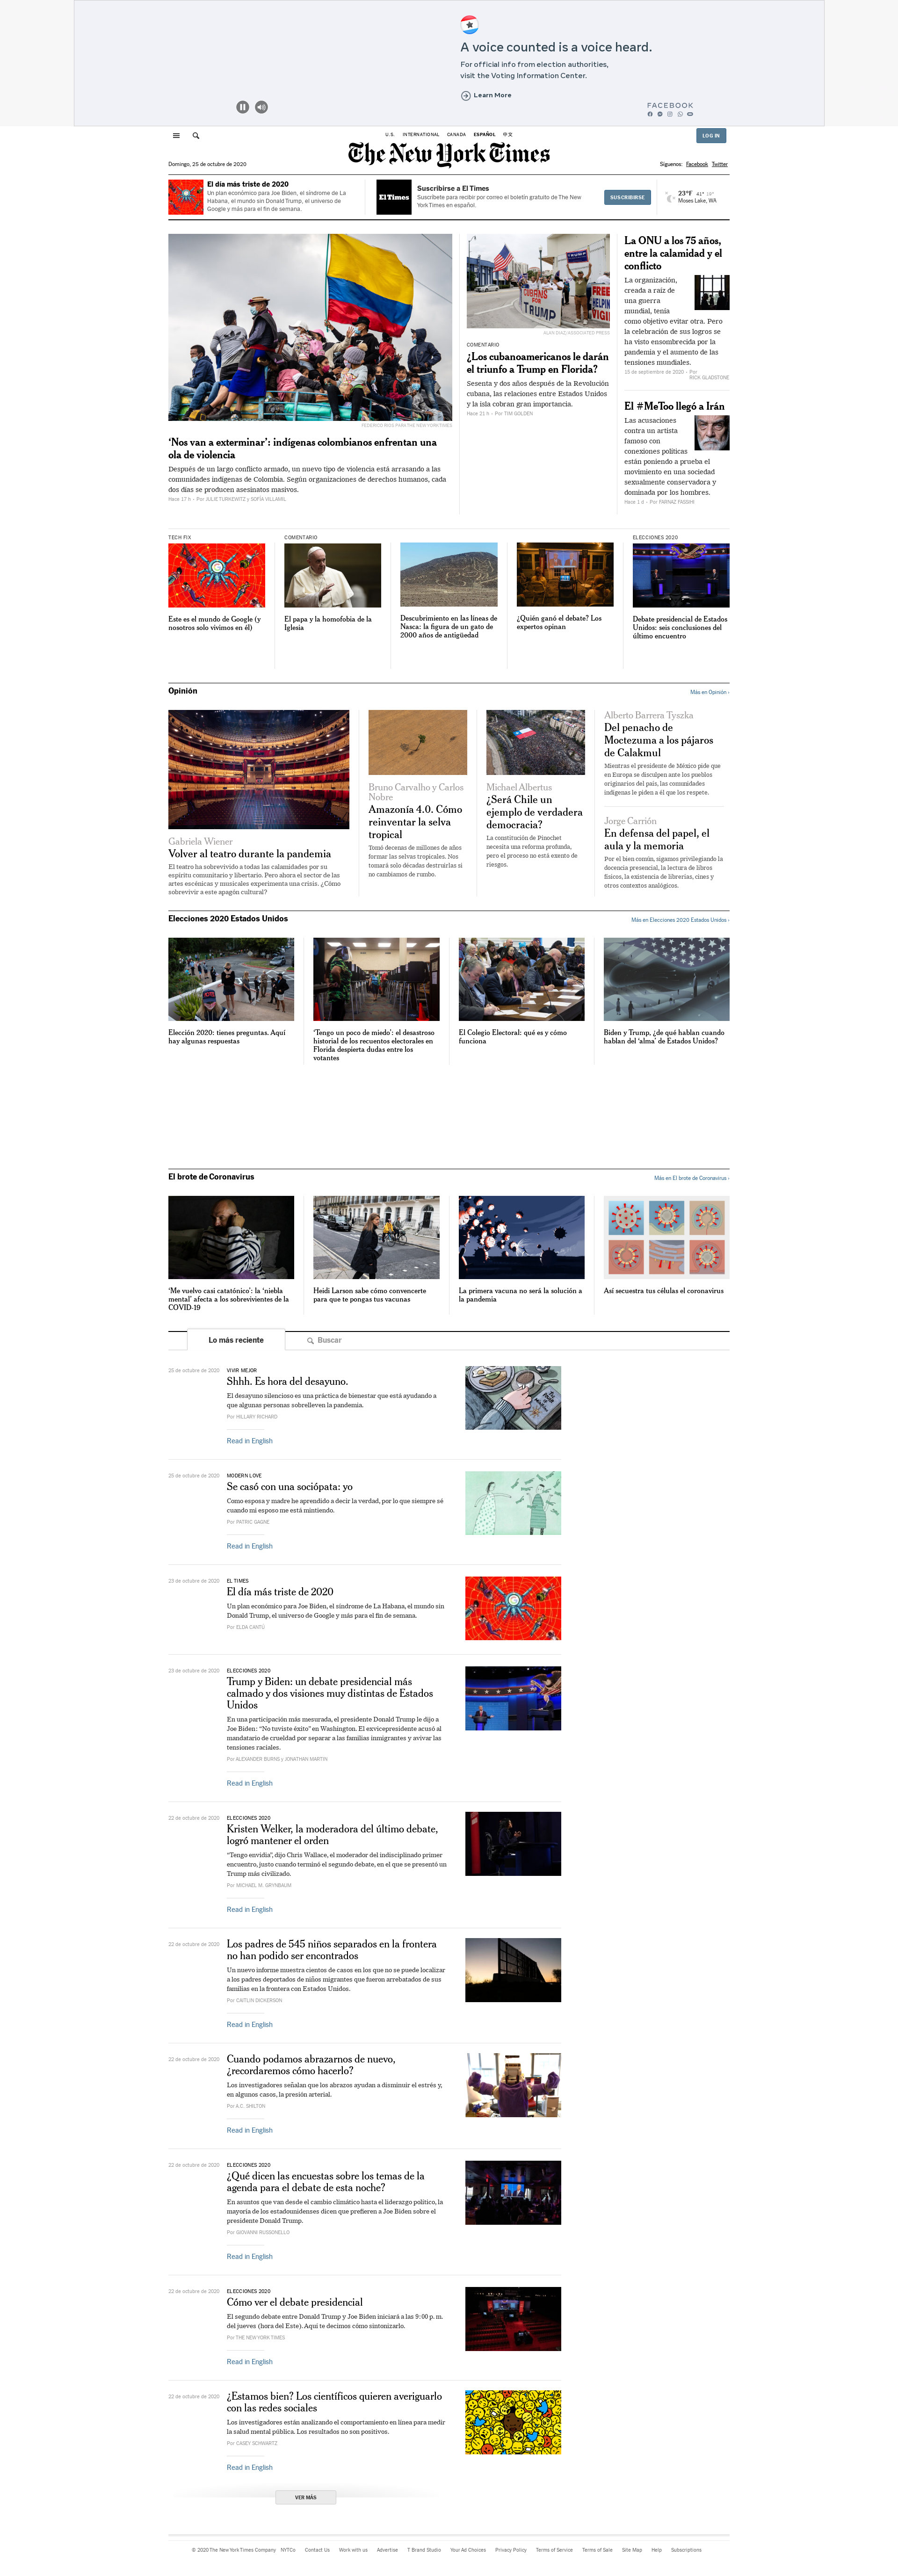 A voice counted is a voice heard.
For official info from election authorities,
visit the Voting Information Center.
Learn More
FACEBOOK
U.S. INTERNATIONAL CANADA ESPAÑOL 中文
LOG IN
The New York Times
Domingo, 25 de octubre de 2020
Síguenos: Facebook Twitter
El día más triste de 2020
Un plan económico para Joe Biden, el síndrome de La
Habana, el mundo sin Donald Trump, el universo de
Google y más para el fin de semana.
El Times
Suscribirse a El Times
Suscríbete para recibir por correo el boletín gratuito de The New
York Times en español.
SUSCRIBIRSE
23°F 41° 18°
Moses Lake, WA
FEDERICO RIOS PARA THE NEW YORK TIMES
‘Nos van a exterminar’: indígenas colombianos enfrentan una
ola de violencia
Después de un largo conflicto armado, un nuevo tipo de violencia está arrasando a las
comunidades indígenas de Colombia. Según organizaciones de derechos humanos, cada
dos días se producen asesinatos masivos.
Hace 17 h – Por JULIE TURKEWITZ y SOFÍA VILLAMIL
CUBANS FOR TRUMP
ALAN DIAZ/ASSOCIATED PRESS
COMENTARIO
¿Los cubanoamericanos le darán
el triunfo a Trump en Florida?
Sesenta y dos años después de la Revolución
cubana, las relaciones entre Estados Unidos
y la isla cobran gran importancia.
Hace 21 h – Por TIM GOLDEN
La ONU a los 75 años,
entre la calamidad y el
conflicto
La organización,
creada a raíz de
una guerra
mundial, tenía
como objetivo evitar otra. Pero
la celebración de sus logros se
ha visto ensombrecida por la
pandemia y el aumento de las
tensiones mundiales.
15 de septiembre de 2020 – Por
RICK GLADSTONE
El #MeToo llegó a Irán
Las acusaciones
contra un artista
famoso con
conexiones políticas
están poniendo a prueba el
movimiento en una sociedad
sexualmente conservadora y
dominada por los hombres.
Hace 1 d – Por FARNAZ FASSIHI
TECH FIX
Este es el mundo de Google (y
nosotros solo vivimos en él)
COMENTARIO
El papa y la homofobia de la
Iglesia
Descubrimiento en las líneas de
Nasca: la figura de un gato de
2000 años de antigüedad
¿Quién ganó el debate? Los
expertos opinan
ELECCIONES 2020
Debate presidencial de Estados
Unidos: seis conclusiones del
último encuentro
Opinión
Más en Opinión ›
Gabriela Wiener
Volver al teatro durante la pandemia
El teatro ha sobrevivido a todas las calamidades por su
espíritu comunitario y libertario. Pero ahora el sector de las
artes escénicas y musicales experimenta una crisis. ¿Cómo
sobrevivir a este apagón cultural?
Bruno Carvalho y Carlos
Nobre
Amazonía 4.0. Cómo
reinventar la selva
tropical
Tomó decenas de millones de años
formar las selvas tropicales. Nos
tomará solo décadas destruirlas si
no cambiamos de rumbo.
Michael Albertus
¿Será Chile un
ejemplo de verdadera
democracia?
La constitución de Pinochet
necesita una reforma profunda,
pero el proceso no está exento de
riesgos.
Alberto Barrera Tyszka
Del penacho de
Moctezuma a los pájaros
de Calakmul
Mientras el presidente de México pide que
en Europa se disculpen ante los pueblos
originarios del país, las comunidades
indígenas le piden a él que los respete.
Jorge Carrión
En defensa del papel, el
aula y la memoria
Por el bien común, sigamos privilegiando la
docencia presencial, la lectura de libros
físicos, la existencia de librerías, cines y
otros contextos analógicos.
Elecciones 2020 Estados Unidos
Más en Elecciones 2020 Estados Unidos ›
Elección 2020: tienes preguntas. Aquí
hay algunas respuestas
‘Tengo un poco de miedo’: el desastroso
historial de los recuentos electorales en
Florida despierta dudas entre los
votantes
El Colegio Electoral: qué es y cómo
funciona
Biden y Trump, ¿de qué hablan cuando
hablan del ‘alma’ de Estados Unidos?
El brote de Coronavirus
Más en El brote de Coronavirus ›
‘Me vuelvo casi catatónico’: la ‘niebla
mental’ afecta a los sobrevivientes de la
COVID-19
Heidi Larson sabe cómo convencerte
para que te pongas tus vacunas
La primera vacuna no será la solución a
la pandemia
Así secuestra tus células el coronavirus
Lo más reciente
Buscar
25 de octubre de 2020
VIVIR MEJOR
Shhh. Es hora del desayuno.
El desayuno silencioso es una práctica de bienestar que está ayudando a
que algunas personas sobrelleven la pandemia.
Por HILLARY RICHARD
Read in English
25 de octubre de 2020
MODERN LOVE
Se casó con una sociópata: yo
Como esposa y madre he aprendido a decir la verdad, por lo que siempre sé
cuando mi esposo me está mintiendo.
Por PATRIC GAGNE
Read in English
23 de octubre de 2020
EL TIMES
El día más triste de 2020
Un plan económico para Joe Biden, el síndrome de La Habana, el mundo sin
Donald Trump, el universo de Google y más para el fin de semana.
Por ELDA CANTÚ
23 de octubre de 2020
ELECCIONES 2020
Trump y Biden: un debate presidencial más
calmado y dos visiones muy distintas de Estados
Unidos
En una participación más mesurada, el presidente Donald Trump le dijo a
Joe Biden: “No tuviste éxito” en Washington. El exvicepresidente acusó al
mandatario de crueldad por separar a las familias inmigrantes y avivar las
tensiones raciales.
Por ALEXANDER BURNS y JONATHAN MARTIN
Read in English
22 de octubre de 2020
ELECCIONES 2020
Kristen Welker, la moderadora del último debate,
logró mantener el orden
“Tengo envidia”, dijo Chris Wallace, el moderador del indisciplinado primer
encuentro, justo cuando terminó el segundo debate, en el que se presentó un
Trump más civilizado.
Por MICHAEL M. GRYNBAUM
Read in English
22 de octubre de 2020
Los padres de 545 niños separados en la frontera
no han podido ser encontrados
Un nuevo informe muestra cientos de casos en los que no se puede localizar
a los padres deportados de niños migrantes que fueron arrebatados de sus
familias en la frontera con Estados Unidos.
Por CAITLIN DICKERSON
Read in English
22 de octubre de 2020
Cuando podamos abrazarnos de nuevo,
¿recordaremos cómo hacerlo?
Los investigadores señalan que los abrazos ayudan a disminuir el estrés y,
en algunos casos, la presión arterial.
Por A.C. SHILTON
Read in English
22 de octubre de 2020
ELECCIONES 2020
¿Qué dicen las encuestas sobre los temas de la
agenda para el debate de esta noche?
En asuntos que van desde el cambio climático hasta el liderazgo político, la
mayoría de los estadounidenses dicen que prefieren a Joe Biden sobre el
presidente Donald Trump.
Por GIOVANNI RUSSONELLO
Read in English
22 de octubre de 2020
ELECCIONES 2020
Cómo ver el debate presidencial
El segundo debate entre Donald Trump y Joe Biden iniciará a las 9:00 p. m.
del jueves (hora del Este). Aquí te decimos cómo sintonizarlo.
Por THE NEW YORK TIMES
Read in English
22 de octubre de 2020
¿Estamos bien? Los científicos quieren averiguarlo
con las redes sociales
Los investigadores están analizando el comportamiento en línea para medir
la salud mental pública. Los resultados no son positivos.
Por CASEY SCHWARTZ
Read in English
VER MÁS
© 2020 The New York Times Company NYTCo Contact Us Work with us Advertise T Brand Studio Your Ad Choices Privacy Policy Terms of Service Terms of Sale Site Map Help Subscriptions